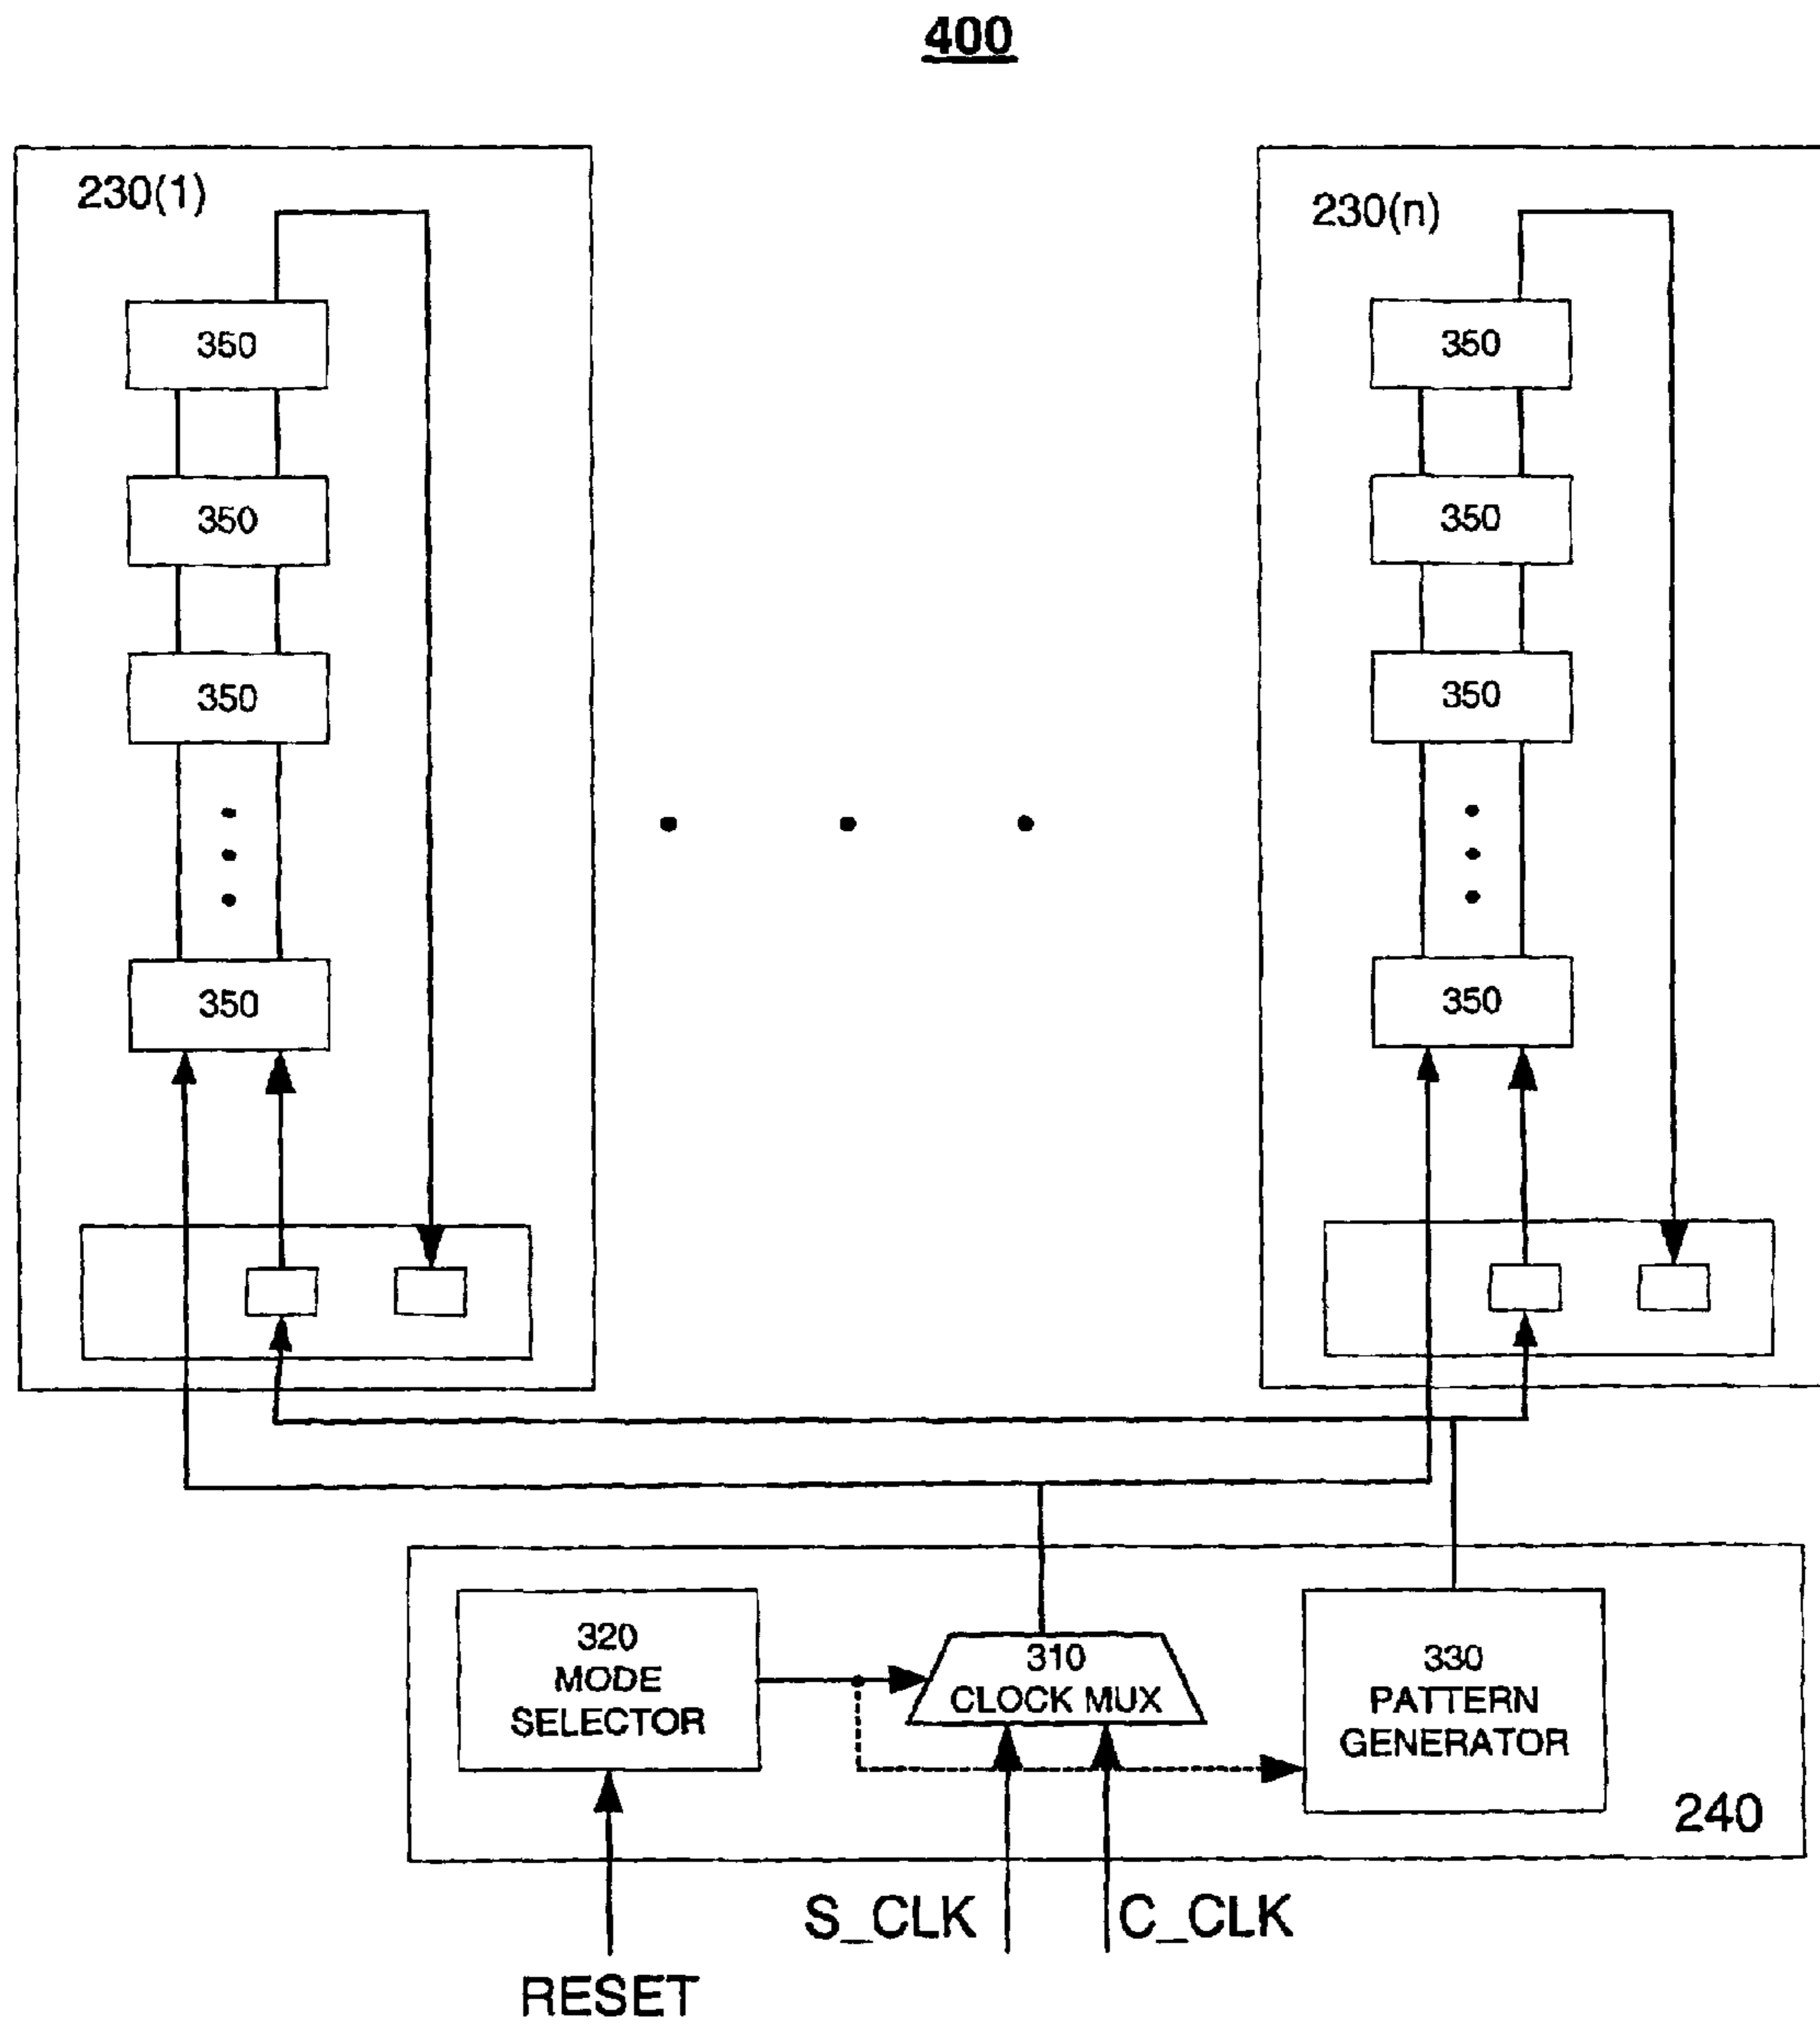 400
230(1)
350
350
350
350
230(n)
350
350
350
350
320
MODE
SELECTOR
310
CLOCK MUX
330
PATTERN
GENERATOR
240
S_CLK
C_CLK
RESET